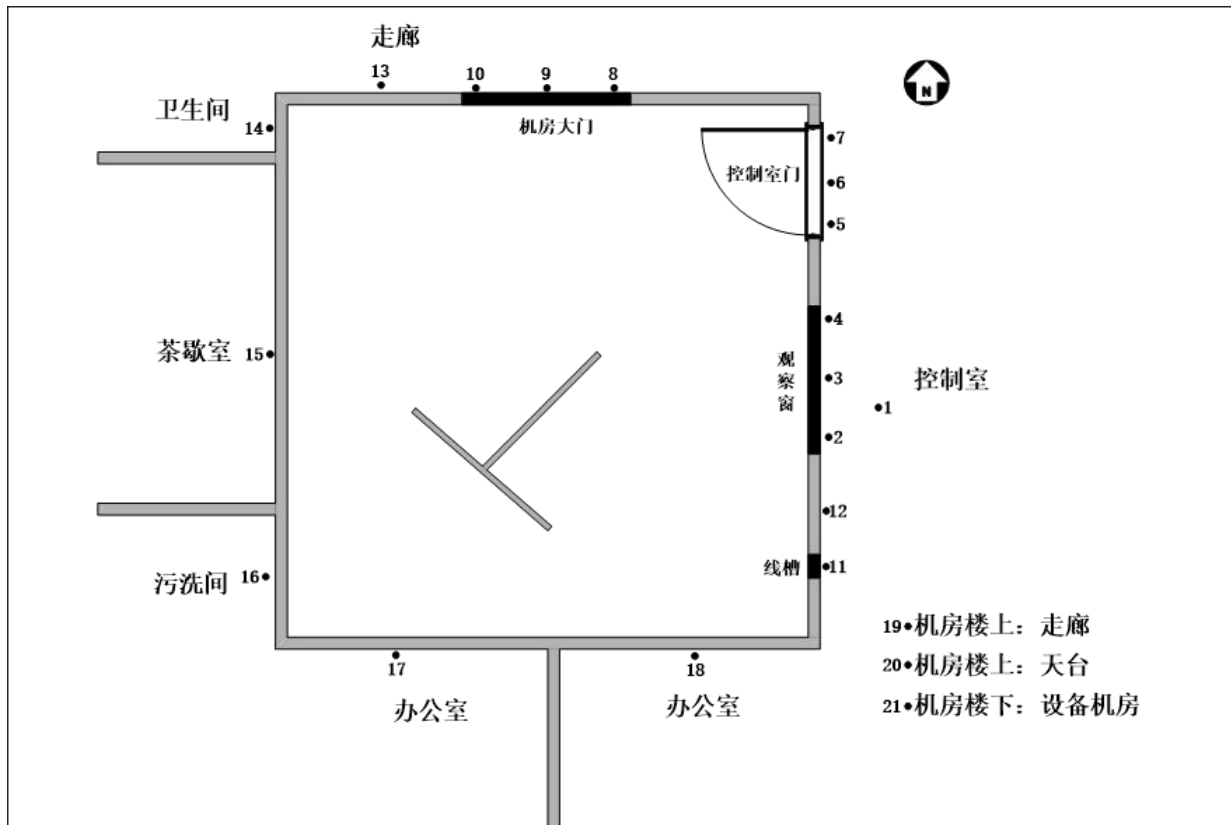 走廊
13
10
9
8
N
卫生间
14
机房大门
7
控制室门
6
5
4
茶歇室
15
观察窗
3
控制室
1
2
12
线槽
11
污洗间
16
19 机房楼上：走廊
17
18
20 机房楼上：天台
办公室
办公室
21 机房楼下：设备机房